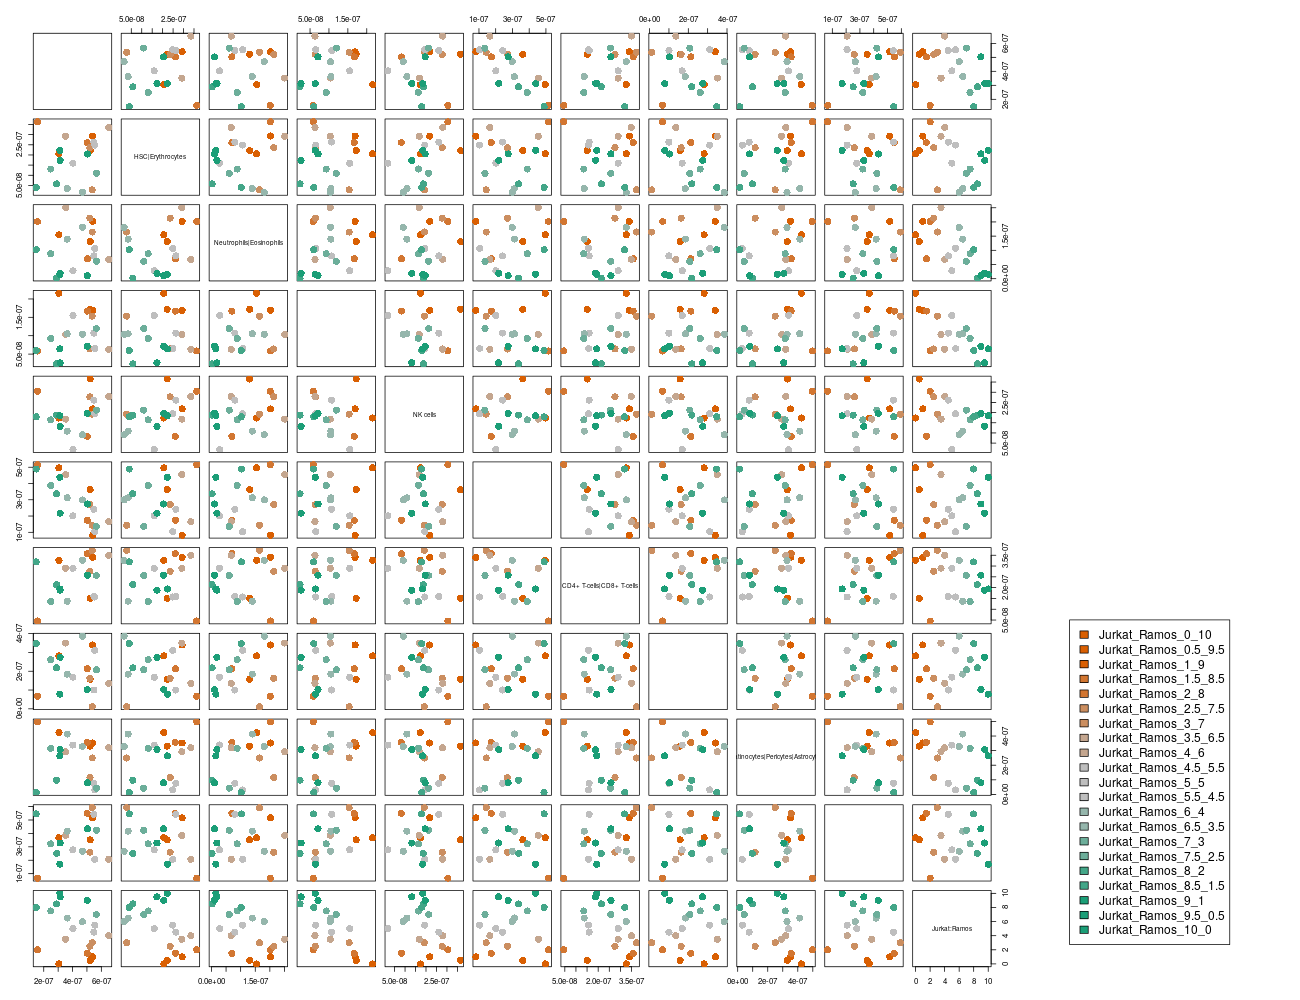 5.0e-08 2.5e-07 5.0e-08 1.5e-07 1e-07 3e-07 5e-07 0e+00 2e-07 4e-07 1e-07 3e-07 5e-07
2e-07 4e-07 6e-07
5.0e-08 2.5e-07
HSC|Erythrocytes
Neutrophils|Eosinophils
0.0e+00 1.5e-07
5.0e-08 1.5e-07
NK cells
5.0e-08 2.5e-07
1e-07 3e-07 5e-07
CD4+ T-cells|CD8+ T-cells
5.0e-08 2.0e-07 3.5e-07
0e+00 2e-07 4e-07
tinocytes|Pericytes|Astrocy
0e+00 2e-07 4e-07
1e-07 3e-07 5e-07
Jurkat:Ramos
0 2 4 6 8 10
2e-07 4e-07 6e-07 0.0e+00 1.5e-07 5.0e-08 2.5e-07 5.0e-08 2.0e-07 3.5e-07 0e+00 2e-07 4e-07 0 2 4 6 8 10
Jurkat_Ramos_0_10
Jurkat_Ramos_0.5_9.5
Jurkat_Ramos_1_9
Jurkat_Ramos_1.5_8.5
Jurkat_Ramos_2_8
Jurkat_Ramos_2.5_7.5
Jurkat_Ramos_3_7
Jurkat_Ramos_3.5_6.5
Jurkat_Ramos_4_6
Jurkat_Ramos_4.5_5.5
Jurkat_Ramos_5_5
Jurkat_Ramos_5.5_4.5
Jurkat_Ramos_6_4
Jurkat_Ramos_6.5_3.5
Jurkat_Ramos_7_3
Jurkat_Ramos_7.5_2.5
Jurkat_Ramos_8_2
Jurkat_Ramos_8.5_1.5
Jurkat_Ramos_9_1
Jurkat_Ramos_9.5_0.5
Jurkat_Ramos_10_0